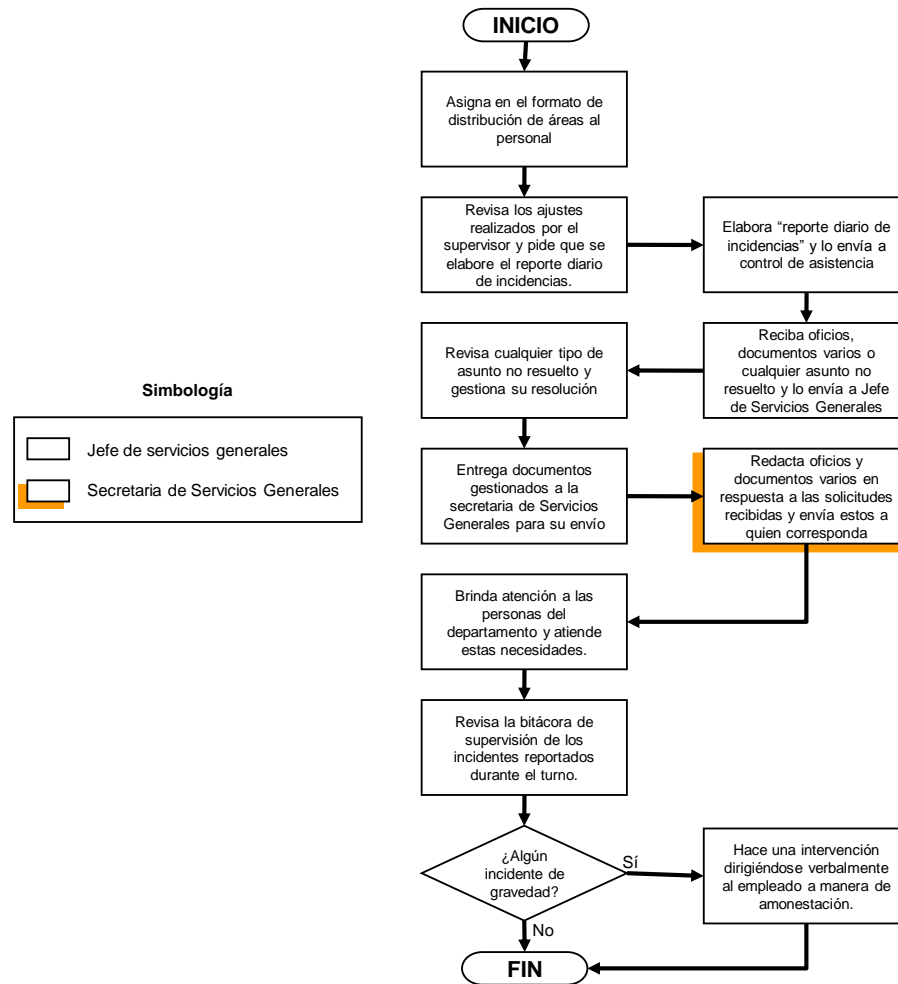 INICIO
Asigna en el formato de
distribución de áreas al
personal
Revisa los ajustes
realizados por el
supervisor y pide que se
elabore el reporte diario
de incidencias.
Elabora “reporte diario de
incidencias” y lo envía a
control de asistencia
Reciba oficios,
documentos varios o
cualquier asunto no
resuelto y lo envía a Jefe
de Servicios Generales
Revisa cualquier tipo de
asunto no resuelto y
gestiona su resolución
Simbología
Jefe de servicios generales
Secretaria de Servicios Generales
Entrega documentos
gestionados a la
secretaria de Servicios
Generales para su envío
Redacta oficios y
documentos varios en
respuesta a las solicitudes
recibidas y envía estos a
quien corresponda
Brinda atención a las
personas del
departamento y atiende
estas necesidades.
Revisa la bitácora de
supervisión de los
incidentes reportados
durante el turno.
¿Algún
incidente de
gravedad?
Sí
Hace una intervención
dirigiéndose verbalmente
al empleado a manera de
amonestación.
No
FIN